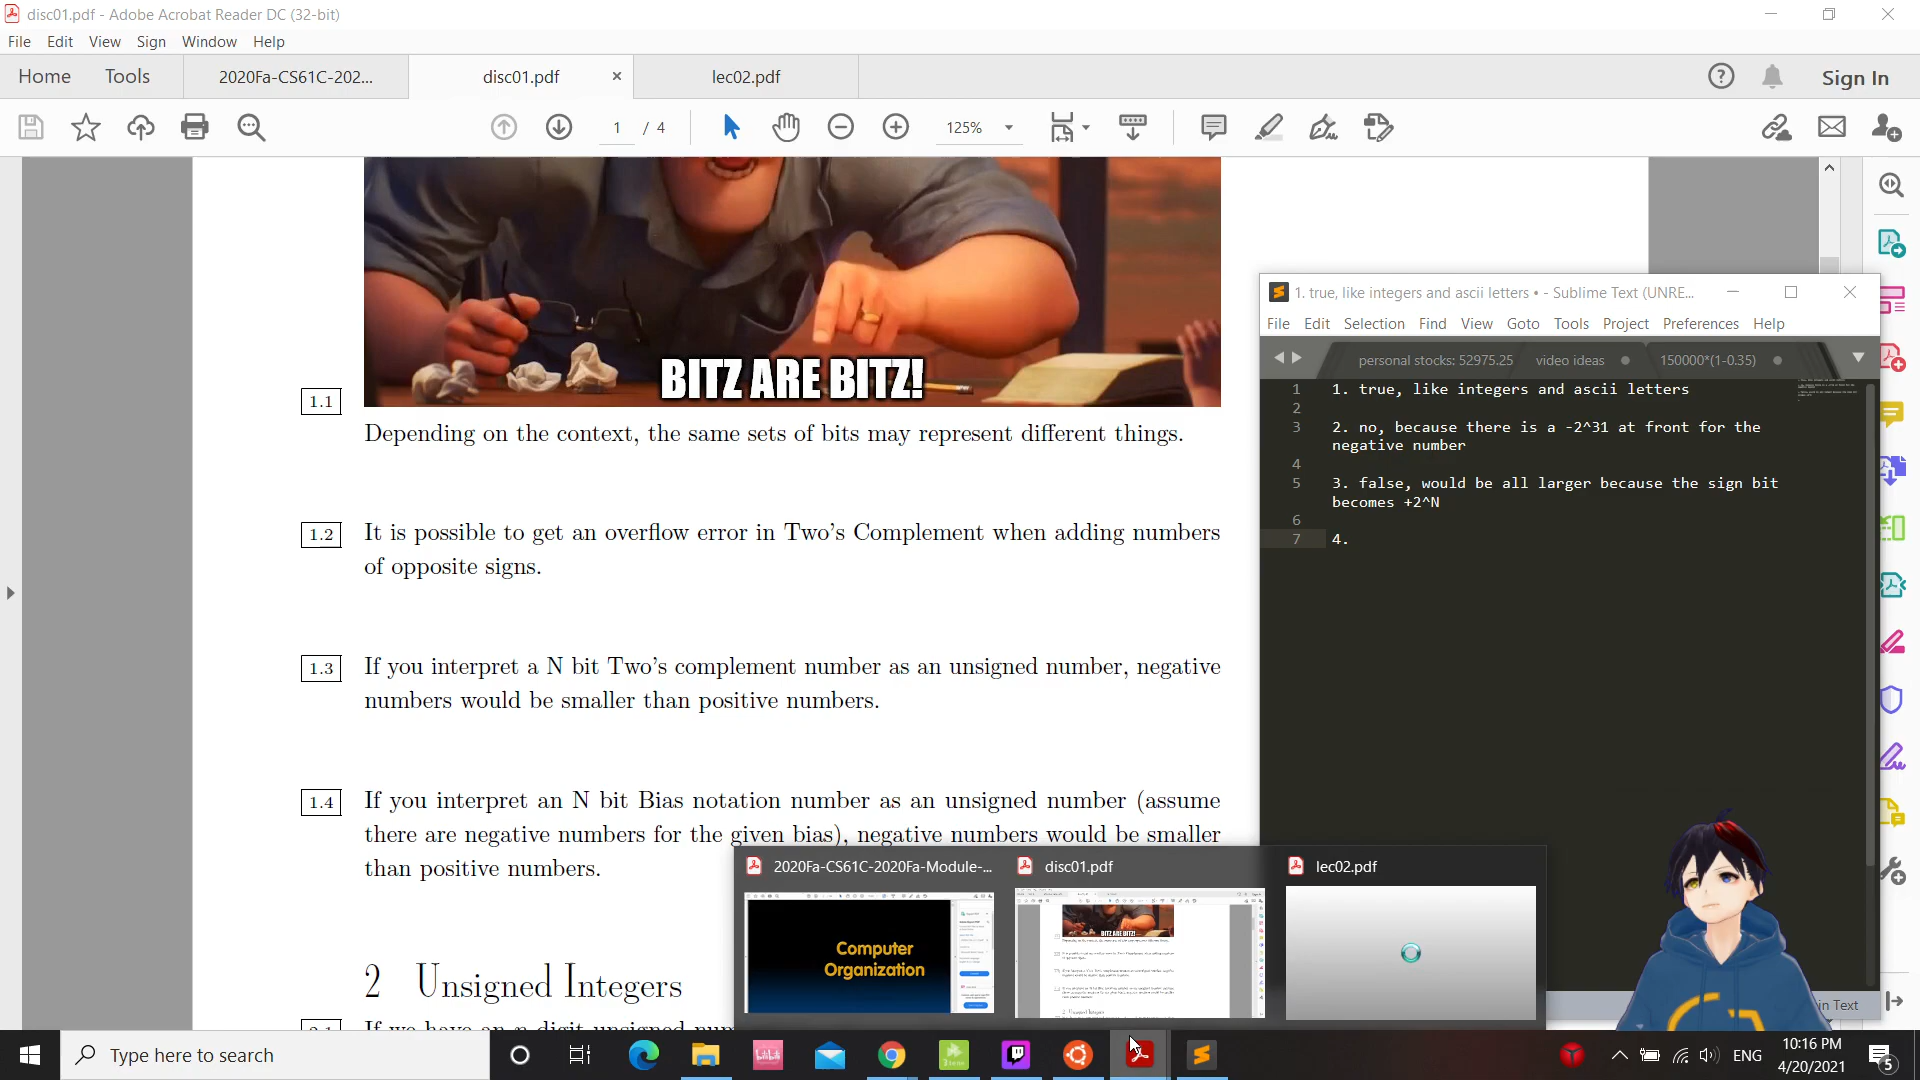 disc01.pdf - Adobe Acrobat Reader DC (32-bit)
File Edit View Sign Window Help
Home Tools 2020Fa-CS61C-202... disc01.pdf × lec02.pdf Sign In
1 / 4 125%
BITZ ARE BITZ!
1.1
Depending on the context, the same sets of bits may represent different things.
1.2 It is possible to get an overflow error in Two's Complement when adding numbers
of opposite signs.
1.3 If you interpret a N bit Two's complement number as an unsigned number, negative
numbers would be smaller than positive numbers.
1.4 If you interpret an N bit Bias notation number as an unsigned number (assume
there are negative numbers for the given bias), negative numbers would be smaller
than positive numbers.
2 Unsigned Integers
1. true, like integers and ascii letters • - Sublime Text (UNRE...
File Edit Selection Find View Goto Tools Project Preferences Help
personal stocks: 52975.25 video ideas 150000*(1-0.35)
1 1. true, like integers and ascii letters
2
3 2. no, because there is a -2^31 at front for the
negative number
4
5 3. false, would be all larger because the sign bit
becomes +2^N
6
7 4.
in Text
2020Fa-CS61C-2020Fa-Module-... disc01.pdf lec02.pdf
Computer
Organization
BITZ ARE BITZ!
Type here to search
ENG
10:16 PM
4/20/2021
5